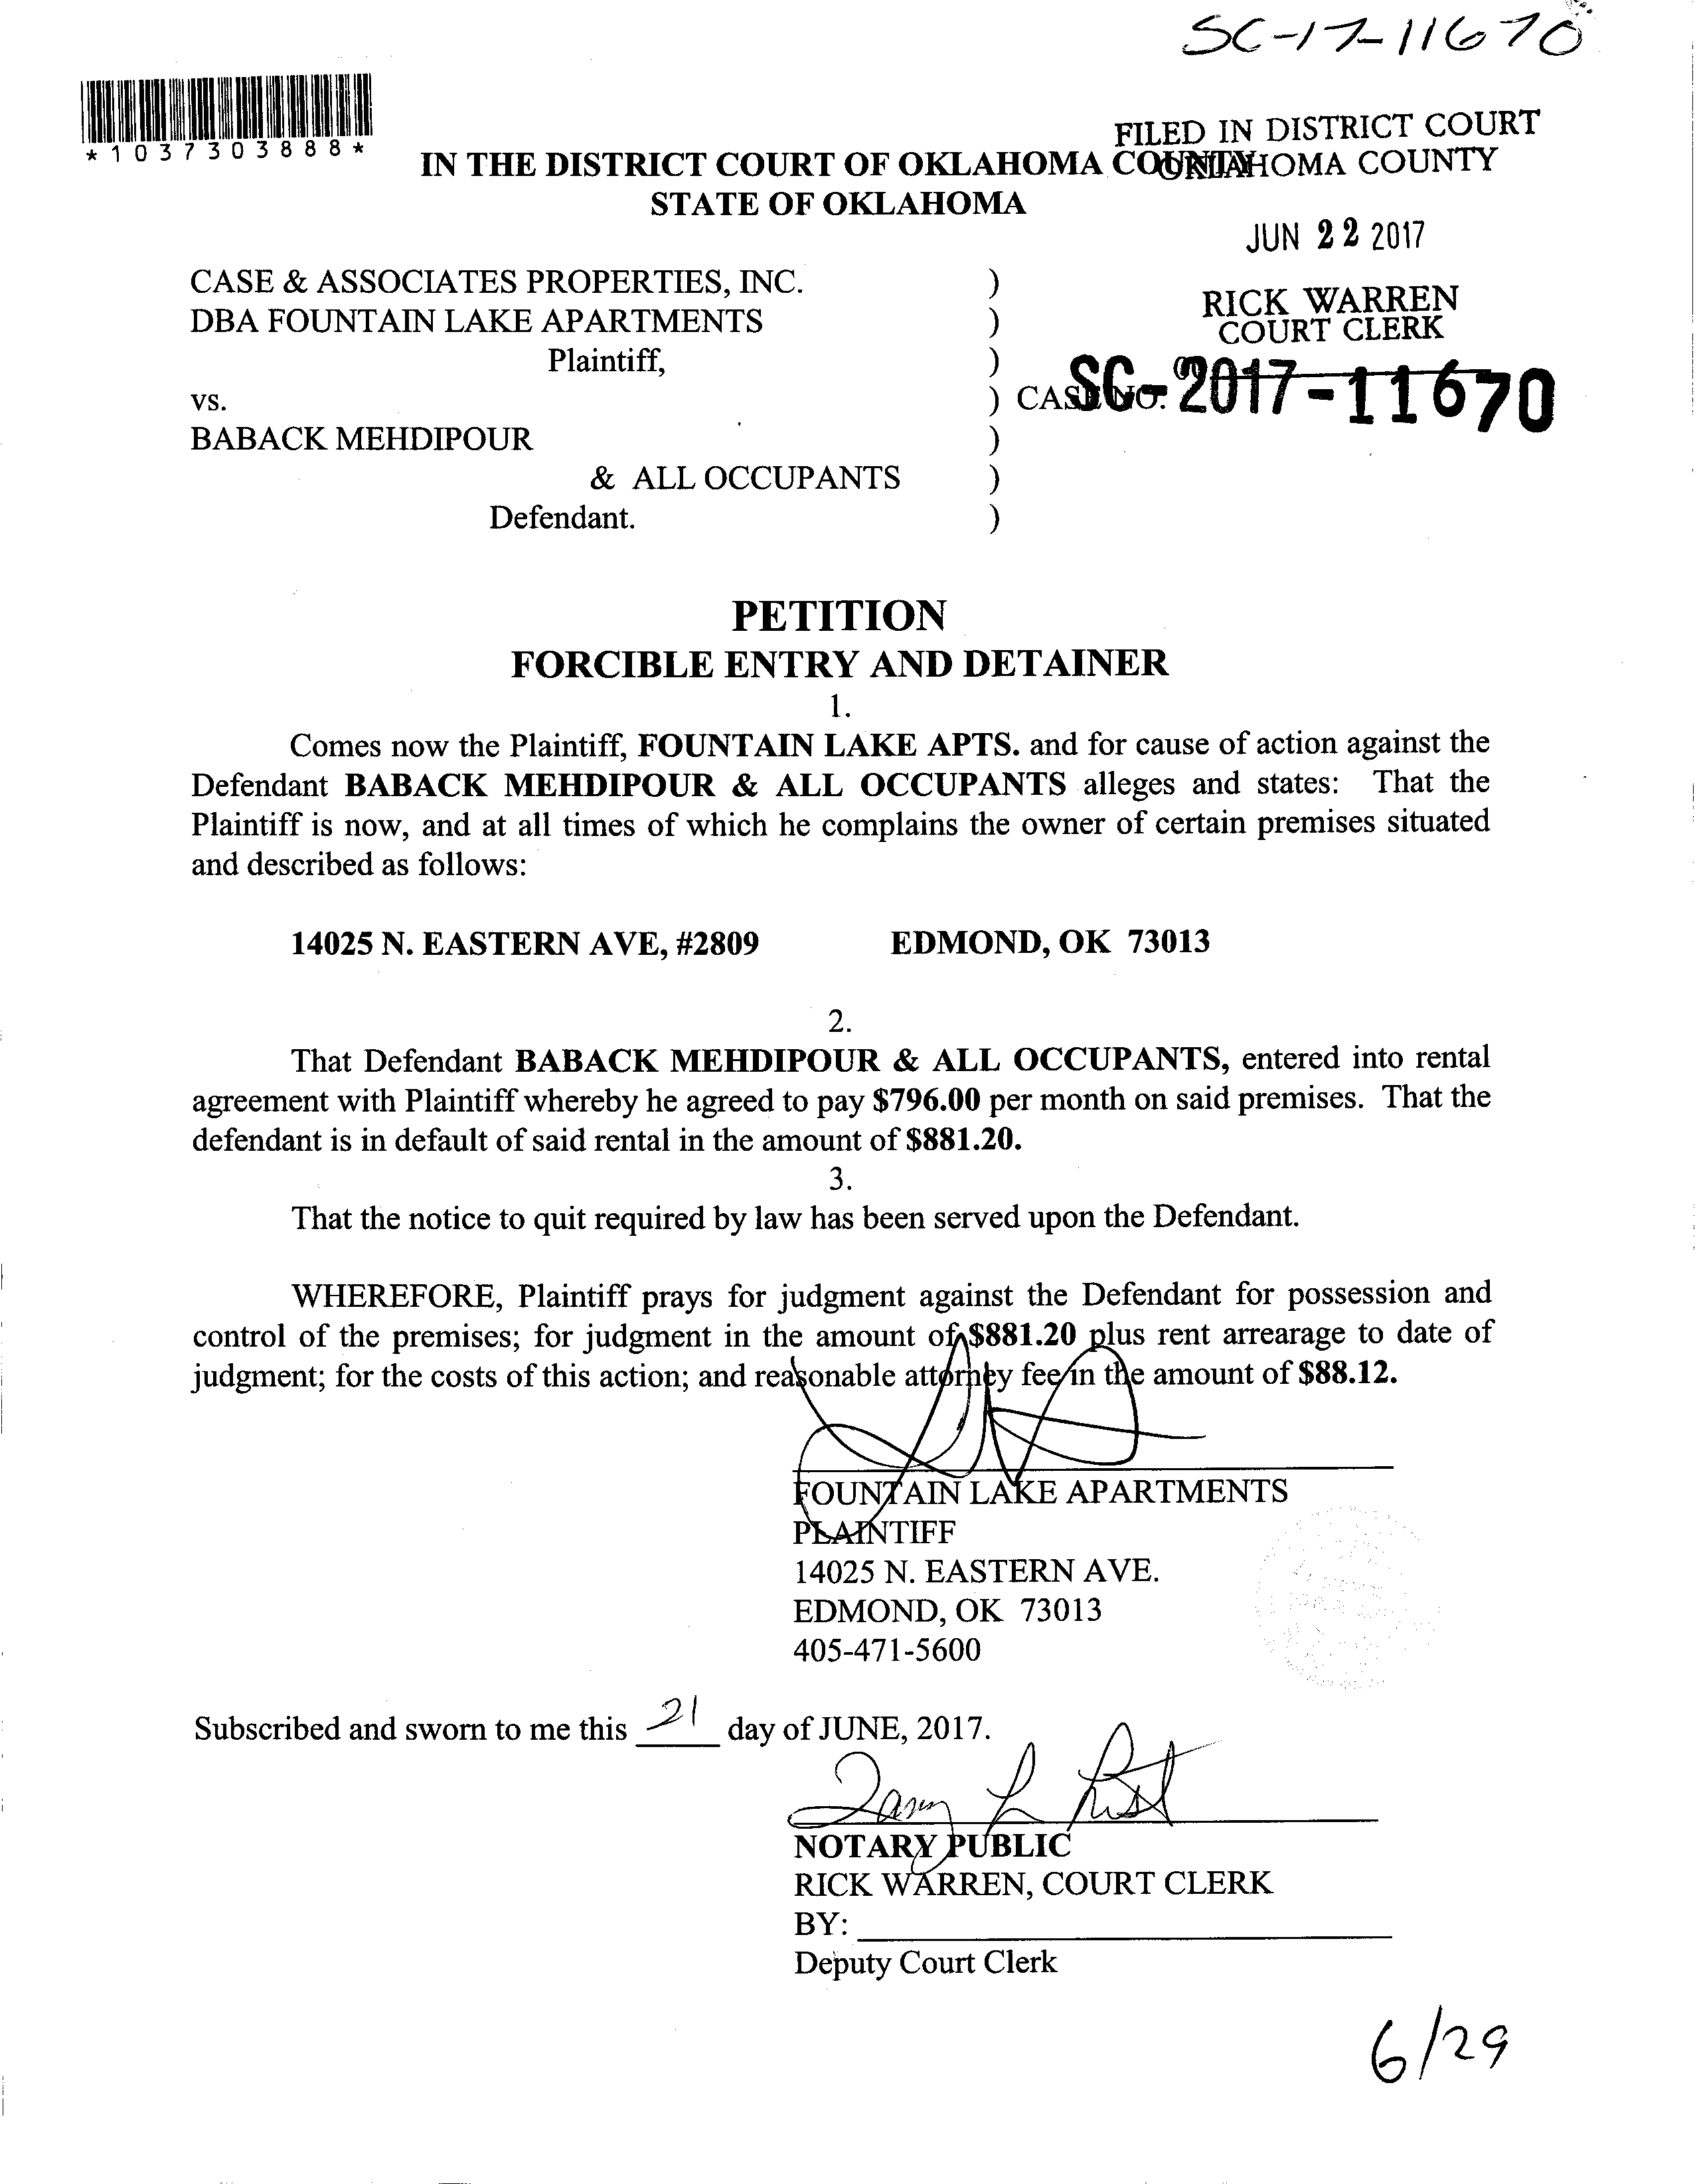 SC-17-11670
*1037303888*
FILED IN DISTRICT COURT
OKLAHOMA COUNTY
IN THE DISTRICT COURT OF OKLAHOMA COUNTY
STATE OF OKLAHOMA
JUN 22 2017
CASE & ASSOCIATES PROPERTIES, INC. )
DBA FOUNTAIN LAKE APARTMENTS )
RICK WARREN
COURT CLERK
Plaintiff, )
vs. ) CASE NO. SC-2017-11670
BABACK MEHDIPOUR )
& ALL OCCUPANTS )
Defendant. )
PETITION
FORCIBLE ENTRY AND DETAINER
1.
Comes now the Plaintiff, FOUNTAIN LAKE APTS. and for cause of action against the
Defendant BABACK MEHDIPOUR & ALL OCCUPANTS alleges and states: That the
Plaintiff is now, and at all times of which he complains the owner of certain premises situated
and described as follows:
14025 N. EASTERN AVE, #2809 EDMOND, OK 73013
2.
That Defendant BABACK MEHDIPOUR & ALL OCCUPANTS, entered into rental
agreement with Plaintiff whereby he agreed to pay $796.00 per month on said premises. That the
defendant is in default of said rental in the amount of $881.20.
3.
That the notice to quit required by law has been served upon the Defendant.
WHEREFORE, Plaintiff prays for judgment against the Defendant for possession and
control of the premises; for judgment in the amount of $881.20 plus rent arrearage to date of
judgment; for the costs of this action; and reasonable attorney fee in the amount of $88.12.
FOUNTAIN LAKE APARTMENTS
PLAINTIFF
14025 N. EASTERN AVE.
EDMOND, OK 73013
405-471-5600
Subscribed and sworn to me this 21 day of JUNE, 2017.
NOTARY PUBLIC
RICK WARREN, COURT CLERK
BY:
Deputy Court Clerk
6/29